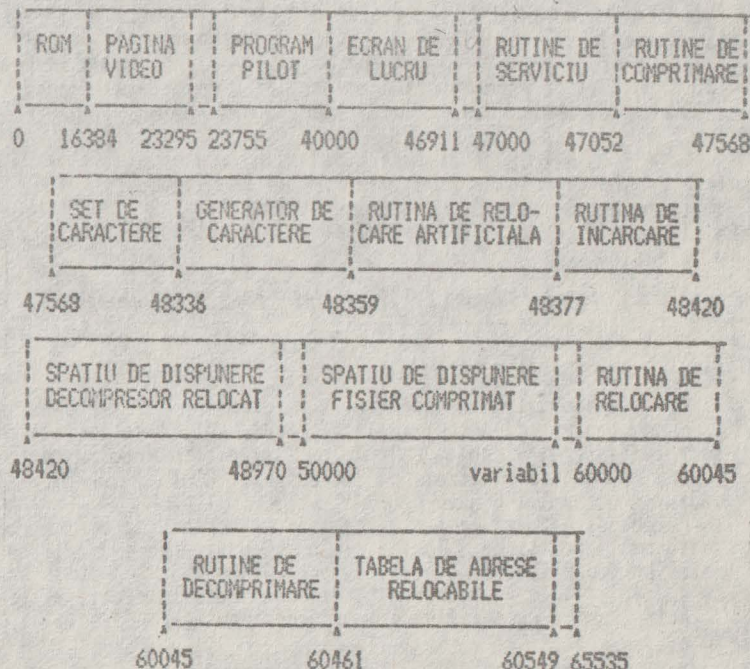 ROM PAGINA PROGRAM ECRAN DE RUTINE DE RUTINE DE
VIDEO PILOT LUCRU SERVICIU COMPRIMARE
0 16384 23295 23755 40000 46911 47000 47052 47568
SET DE GENERATOR DE RUTINA DE RELO- RUTINA DE
CARACTERE CARACTERE CARE ARTIFICIALA INCARCARE
47568 48336 48359 48377 48420
SPATIU DE DISPUNERE SPATIU DE DISPUNERE RUTINA DE
DECOMPRESOR RELOCAT FISIER COMPRIMAT RELOCARE
48420 48970 50000 variabil 60000 60045
RUTINE DE TABELA DE ADRESE
DECOMPRIMARE RELOCABILE
60045 60461 60549 65535